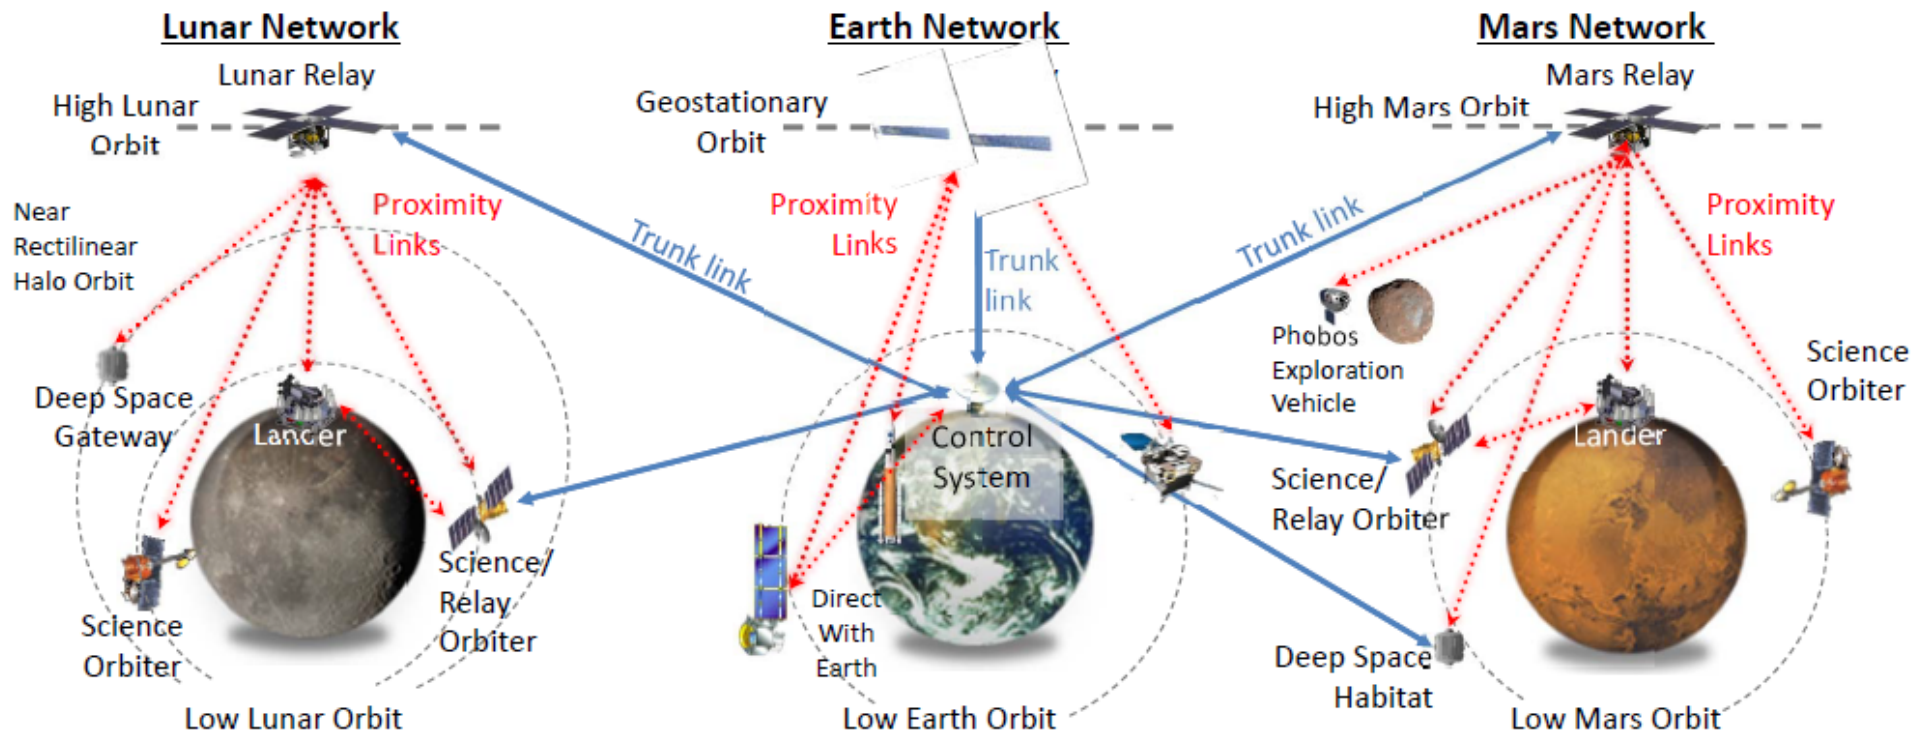 Lunar Network
Lunar Relay
High Lunar
Orbit
Near
Rectilinear
Halo Orbit
Proximity
Links
Trunk link
Deep Space
Gateway
Lander
Science
Orbiter
Science/
Relay
Orbiter
Low Lunar Orbit
Earth Network
Geostationary
Orbit
Proximity
Links
Trunk
link
Control
System
Direct
With
Earth
Low Earth Orbit
Mars Network
Mars Relay
High Mars Orbit
Trunk link
Proximity
Links
Phobos
Exploration
Vehicle
Science
Orbiter
Lander
Science/
Relay Orbiter
Deep Space
Habitat
Low Mars Orbit